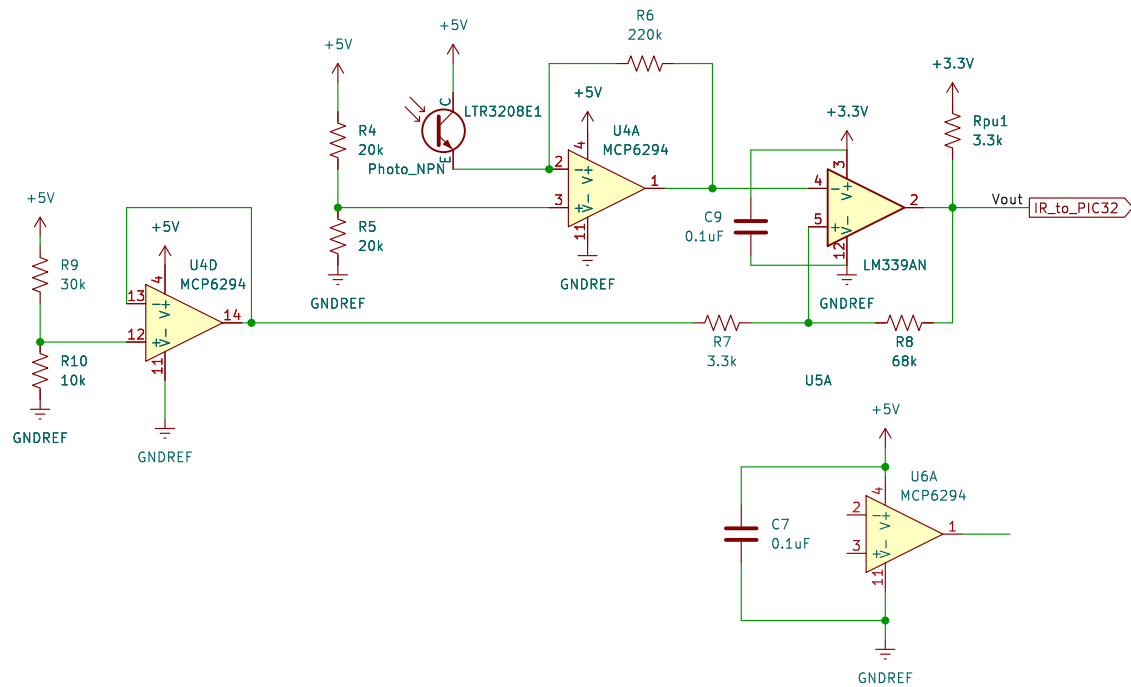 R6
220k
+5V
+5V
+3.3V
+5V
+3.3V
Rpu1
3.3k
C
LTR3208E1
U4A
MCP6294
R4
20k
E
Photo_NPN
4
2
V+
V-
1
3
11
GNDREF
3
4
V+
V-
2
5
12
LM339AN
GNDREF
C9
0.1uF
Vout
IR_to_PIC32
R5
20k
GNDREF
+5V
+5V
R9
30k
U4D
MCP6294
4
13
V+
V-
14
12
11
R10
10k
GNDREF
GNDREF
R7
3.3k
R8
68k
U5A
+5V
U6A
MCP6294
4
2
V+
V-
1
3
11
C7
0.1uF
GNDREF